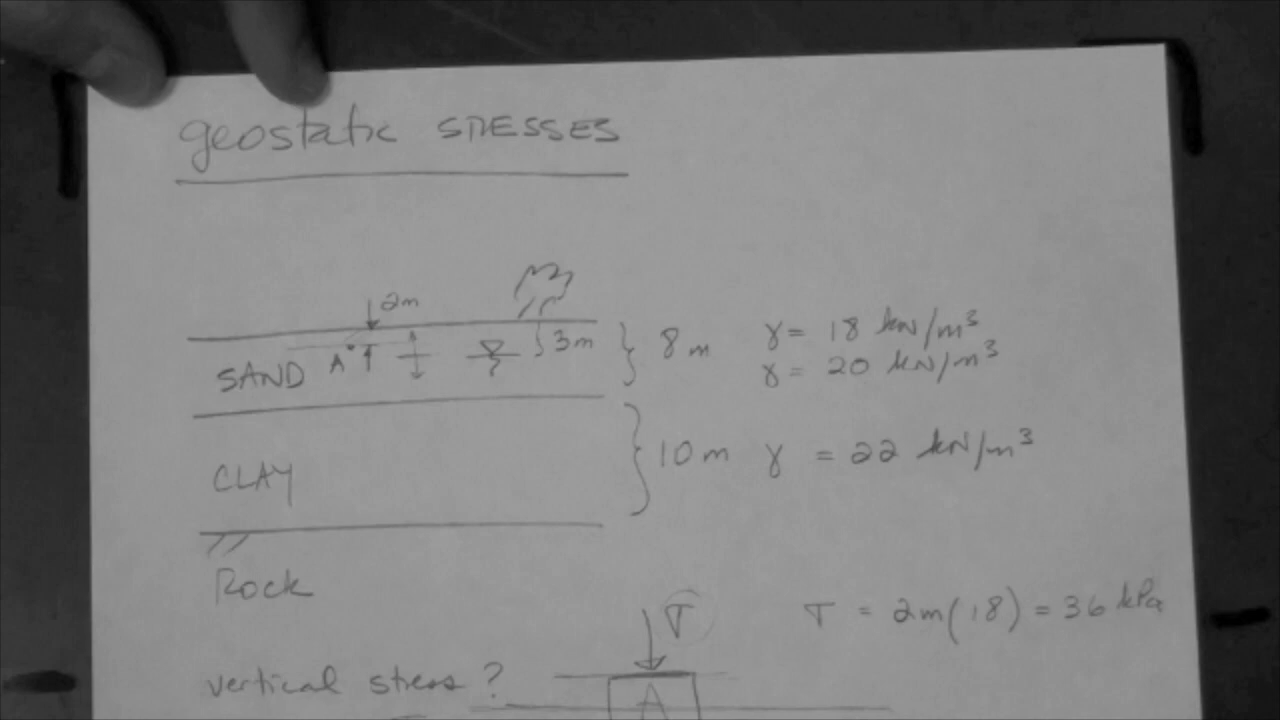 geostatic STRESSES
2m
SAND A 3m } 8m γ = 18 kN/m³
γ = 20 kN/m³
CLAY } 10m γ = 22 kN/m³
Rock
σ σ = 2m(18) = 36 kPa
vertical stress?
A